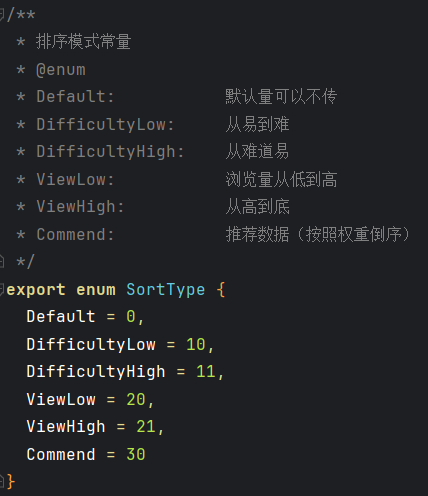 /**
 * 排序模式常量
 * @enum
 * Default:           默认量可以不传
 * DifficultyLow:     从易到难
 * DifficultyHigh:    从难道易
 * ViewLow:           浏览量从低到高
 * ViewHigh:          从高到底
 * Commend:           推荐数据（按照权重倒序）
 */
export enum SortType {
  Default = 0,
  DifficultyLow = 10,
  DifficultyHigh = 11,
  ViewLow = 20,
  ViewHigh = 21,
  Commend = 30
}